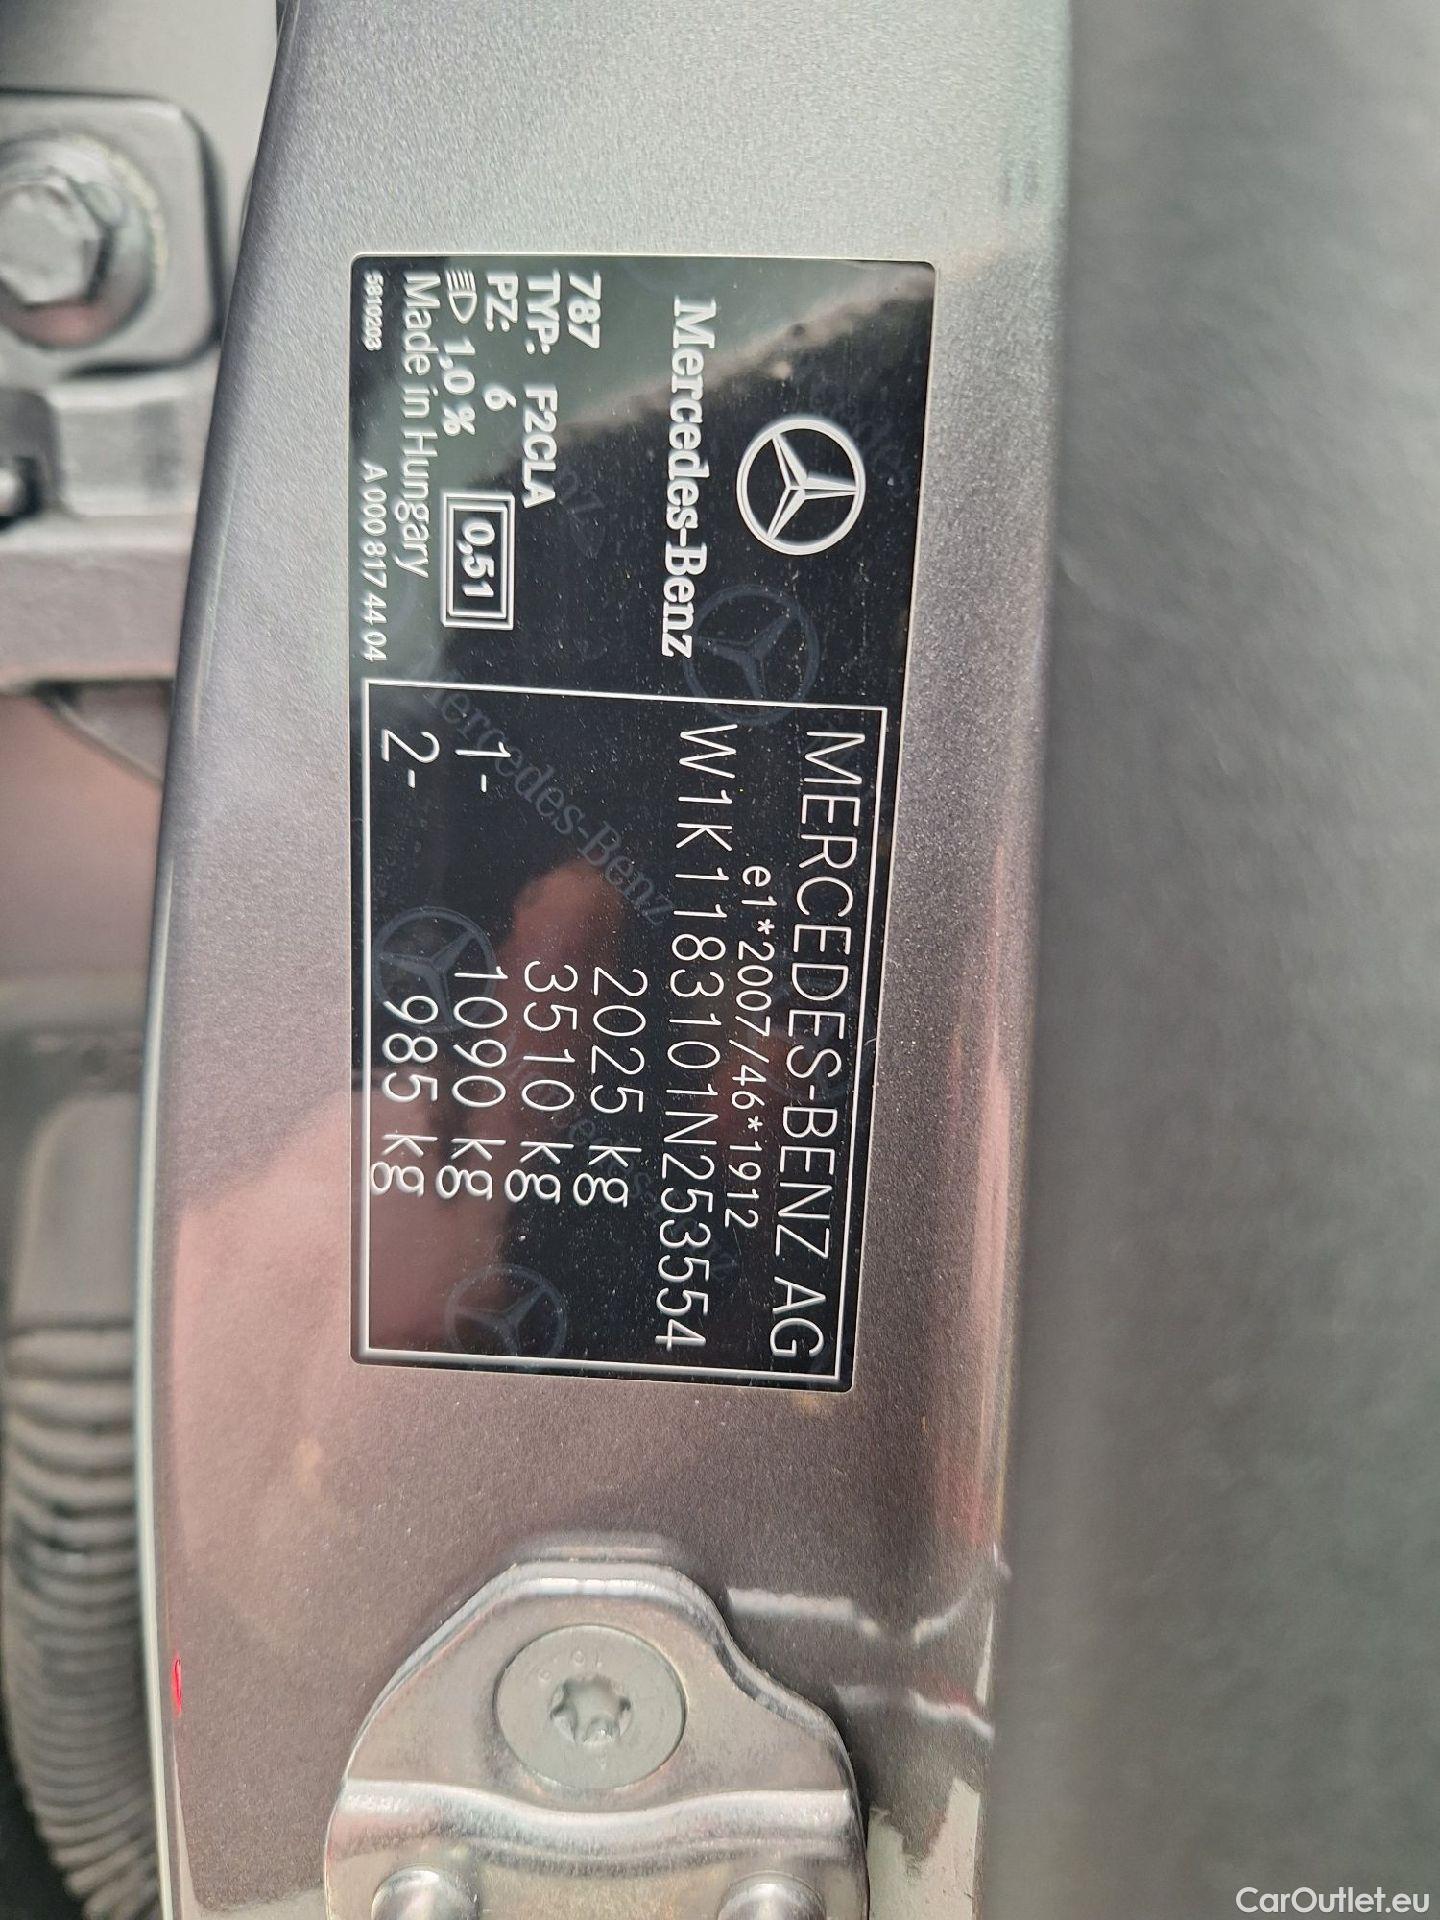 Mercedes-Benz
787
TYP: F2CLA
PZ: 6
1,0 %
0,51
Made in Hungary
5810203
A 000 817 44 04
MERCEDES-BENZ AG
e1*2007/46*1912
W1K1183101N253554
2025 kg
3510 kg
1- 1090 kg
2- 985 kg
CarOutlet.eu